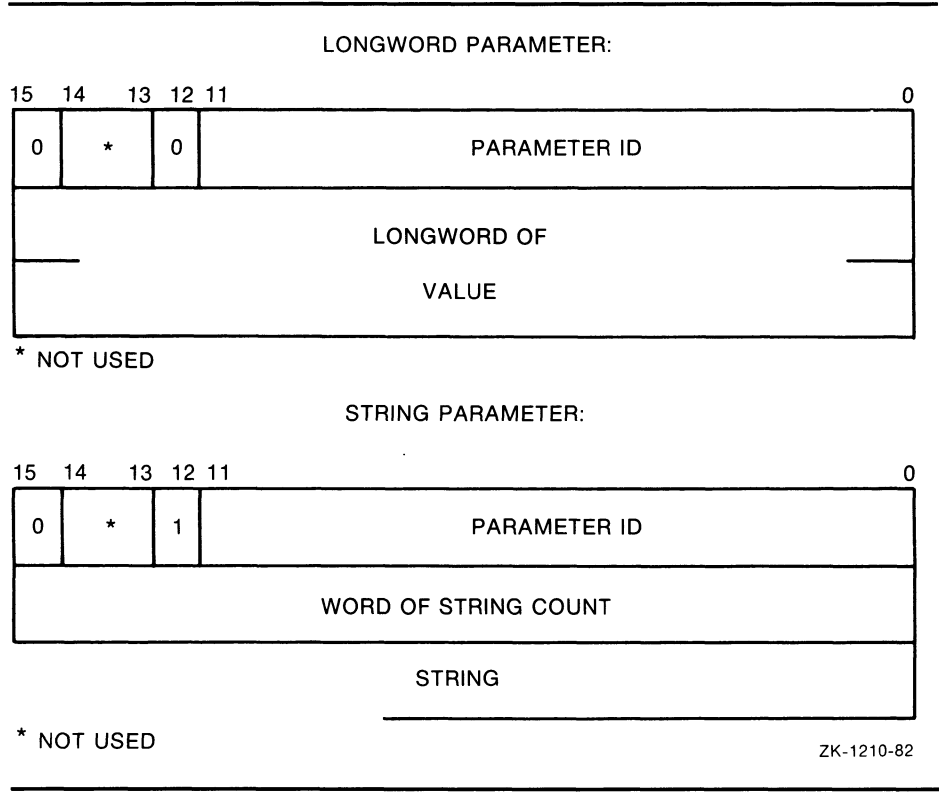 LONGWORD PARAMETER:
15 14 13 12 11 0
0 * 0 PARAMETER ID
LONGWORD OF
VALUE
* NOT USED
STRING PARAMETER:
15 14 13 12 11 0
0 * 1 PARAMETER ID
WORD OF STRING COUNT
STRING
* NOT USED
ZK-1210-82